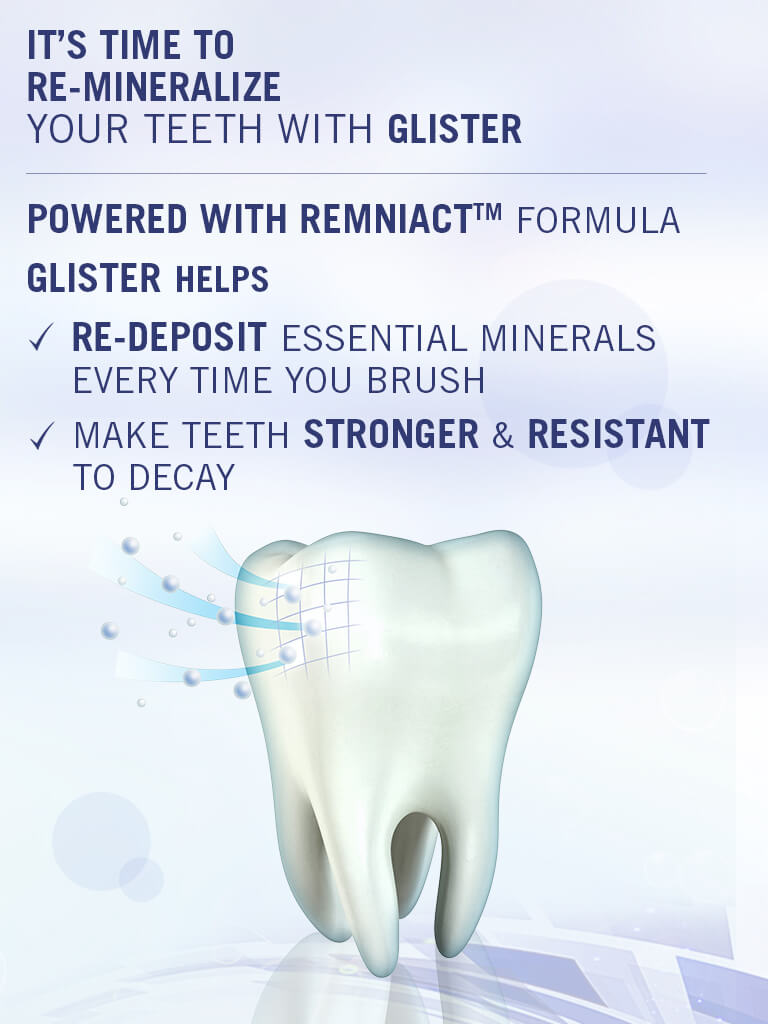 IT'S TIME TO
RE-MINERALIZE
YOUR TEETH WITH GLISTER
POWERED WITH REMNIACT™ FORMULA
GLISTER HELPS
✓ RE-DEPOSIT ESSENTIAL MINERALS
EVERY TIME YOU BRUSH
✓ MAKE TEETH STRONGER & RESISTANT
TO DECAY